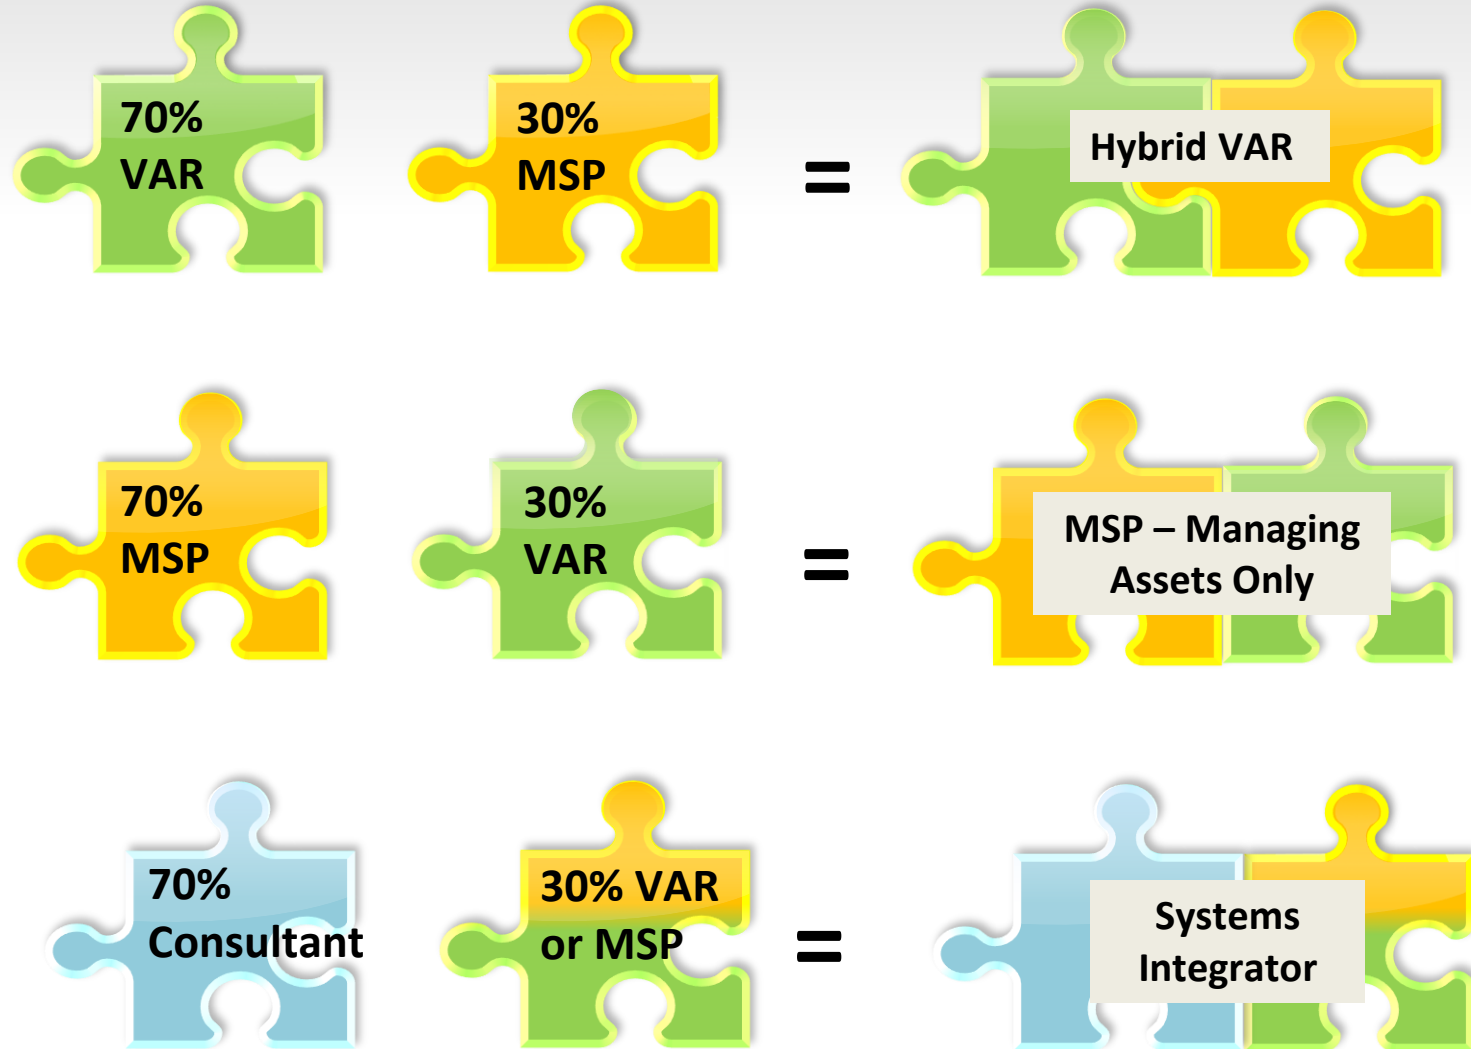 70%
VAR
30%
MSP
=
Hybrid VAR
70%
MSP
30%
VAR
=
MSP – Managing
Assets Only
70%
Consultant
30% VAR
or MSP
=
Systems
Integrator